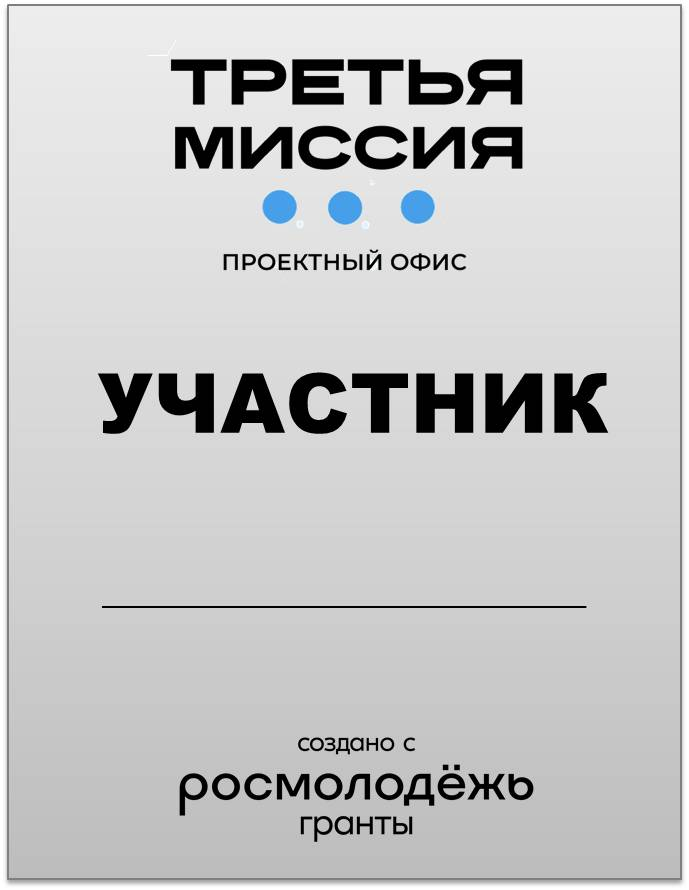 ТРЕТЬЯ
МИССИЯ
ПРОЕКТНЫЙ ОФИС
УЧАСТНИК
создано с
росмолодёжь
гранты